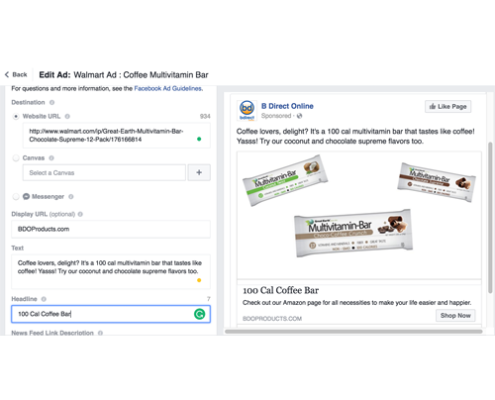 Back
Edit Ad: Walmart Ad : Coffee Multivitamin Bar
For questions and more information, see the Facebook Ad Guidelines.
Destination
Website URL
934
http://www.walmart.com/ip/Great-Earth-Multivitamin-Bar-
Chocolate-Supreme-12-Pack/176166814
Canvas
Select a Canvas
+
Messenger
Display URL (optional)
BDOProducts.com
Text
Coffee lovers, delight? It's a 100 cal multivitamin bar that tastes like
coffee! Yasss! Try our coconut and chocolate supreme flavors too.
Headline
7
100 Cal Coffee Bar
News Feed Link Description
bd
B Direct Online
Sponsored ·
Like Page
Coffee lovers, delight? It's a 100 cal multivitamin bar that tastes like coffee!
Yasss! Try our coconut and chocolate supreme flavors too.
Multivitamin-Bar
Multivitamin-Bar
Multivitamin-Bar
100 Cal Coffee Bar
Check out our Amazon page for all necessities to make your life easier and happier.
BDOPRODUCTS.COM
Shop Now